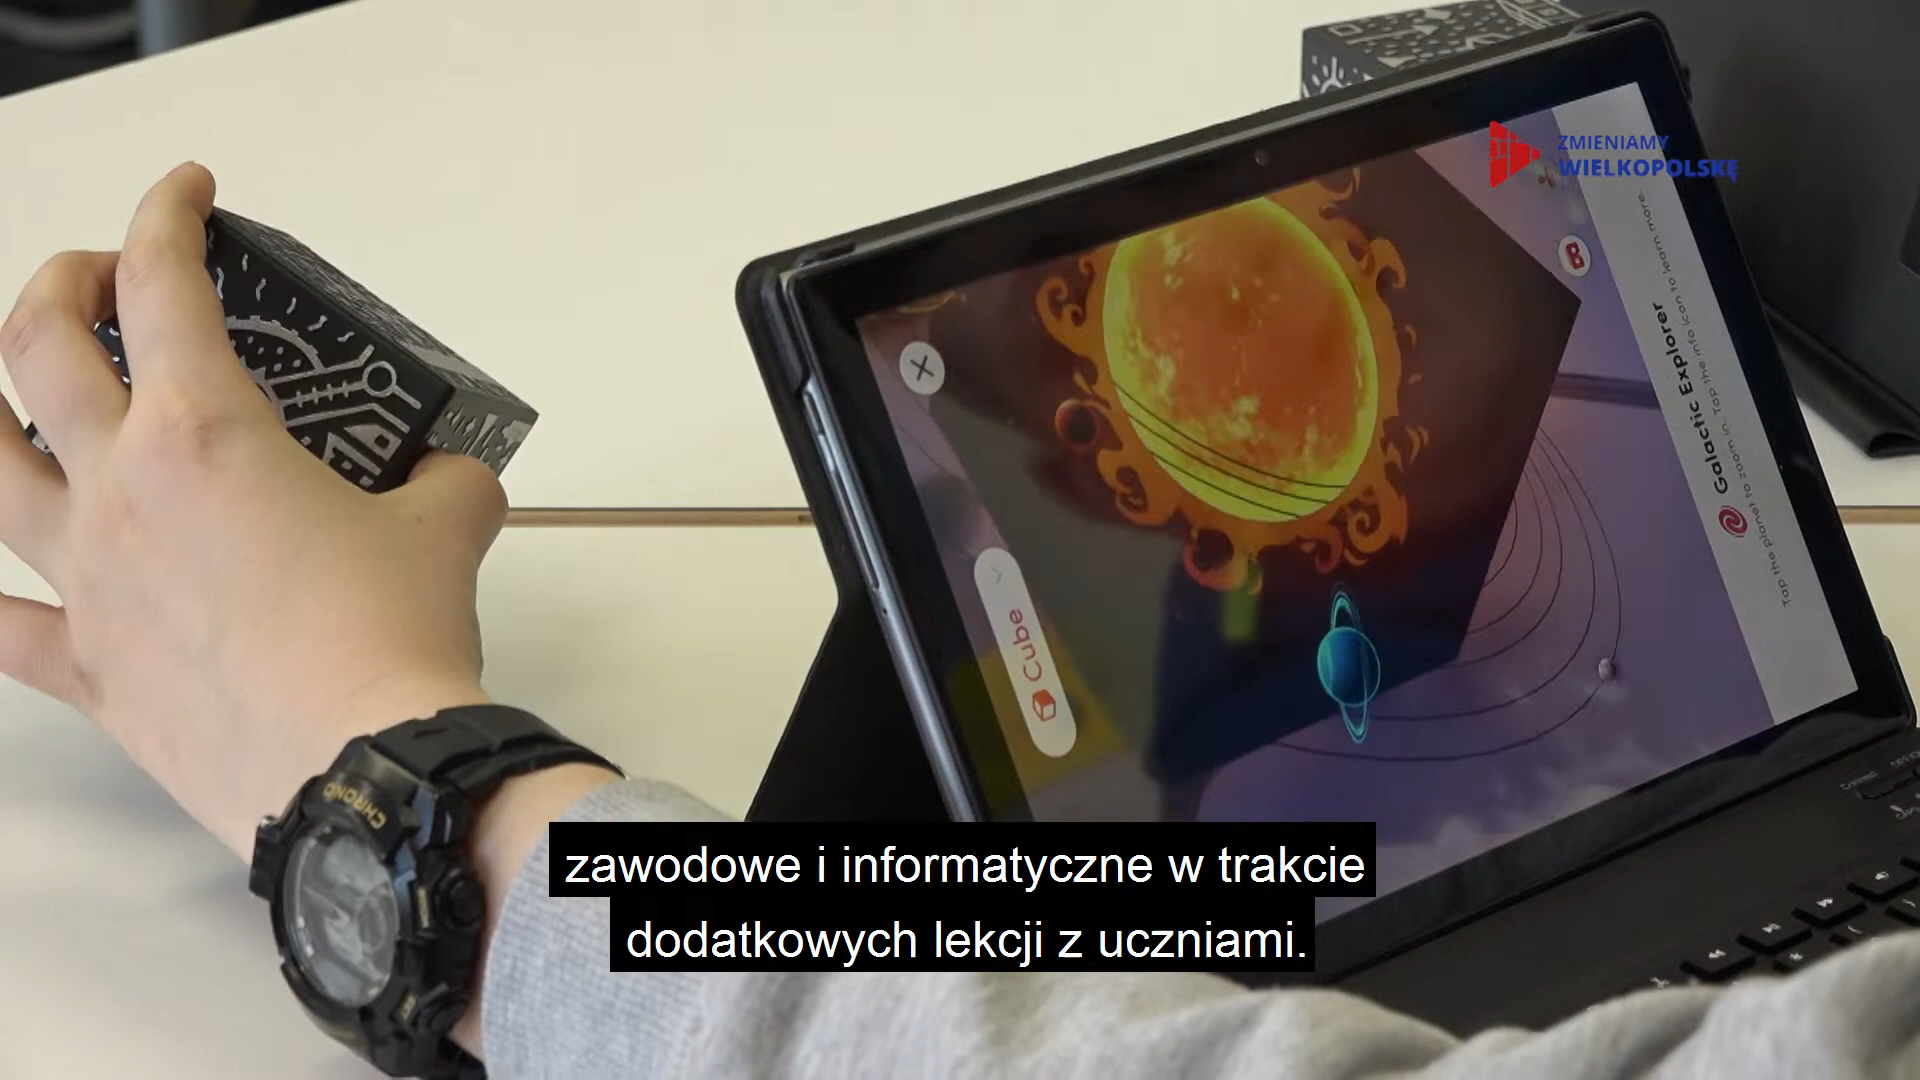 ZMIENIAMY
WIELKOPOLSKĘ
Galactic Explorer
Tap the planet to zoom in. Tap the info icon to learn more.
Cube
CHRONO
Connect
zawodowe i informatyczne w trakcie
dodatkowych lekcji z uczniami.